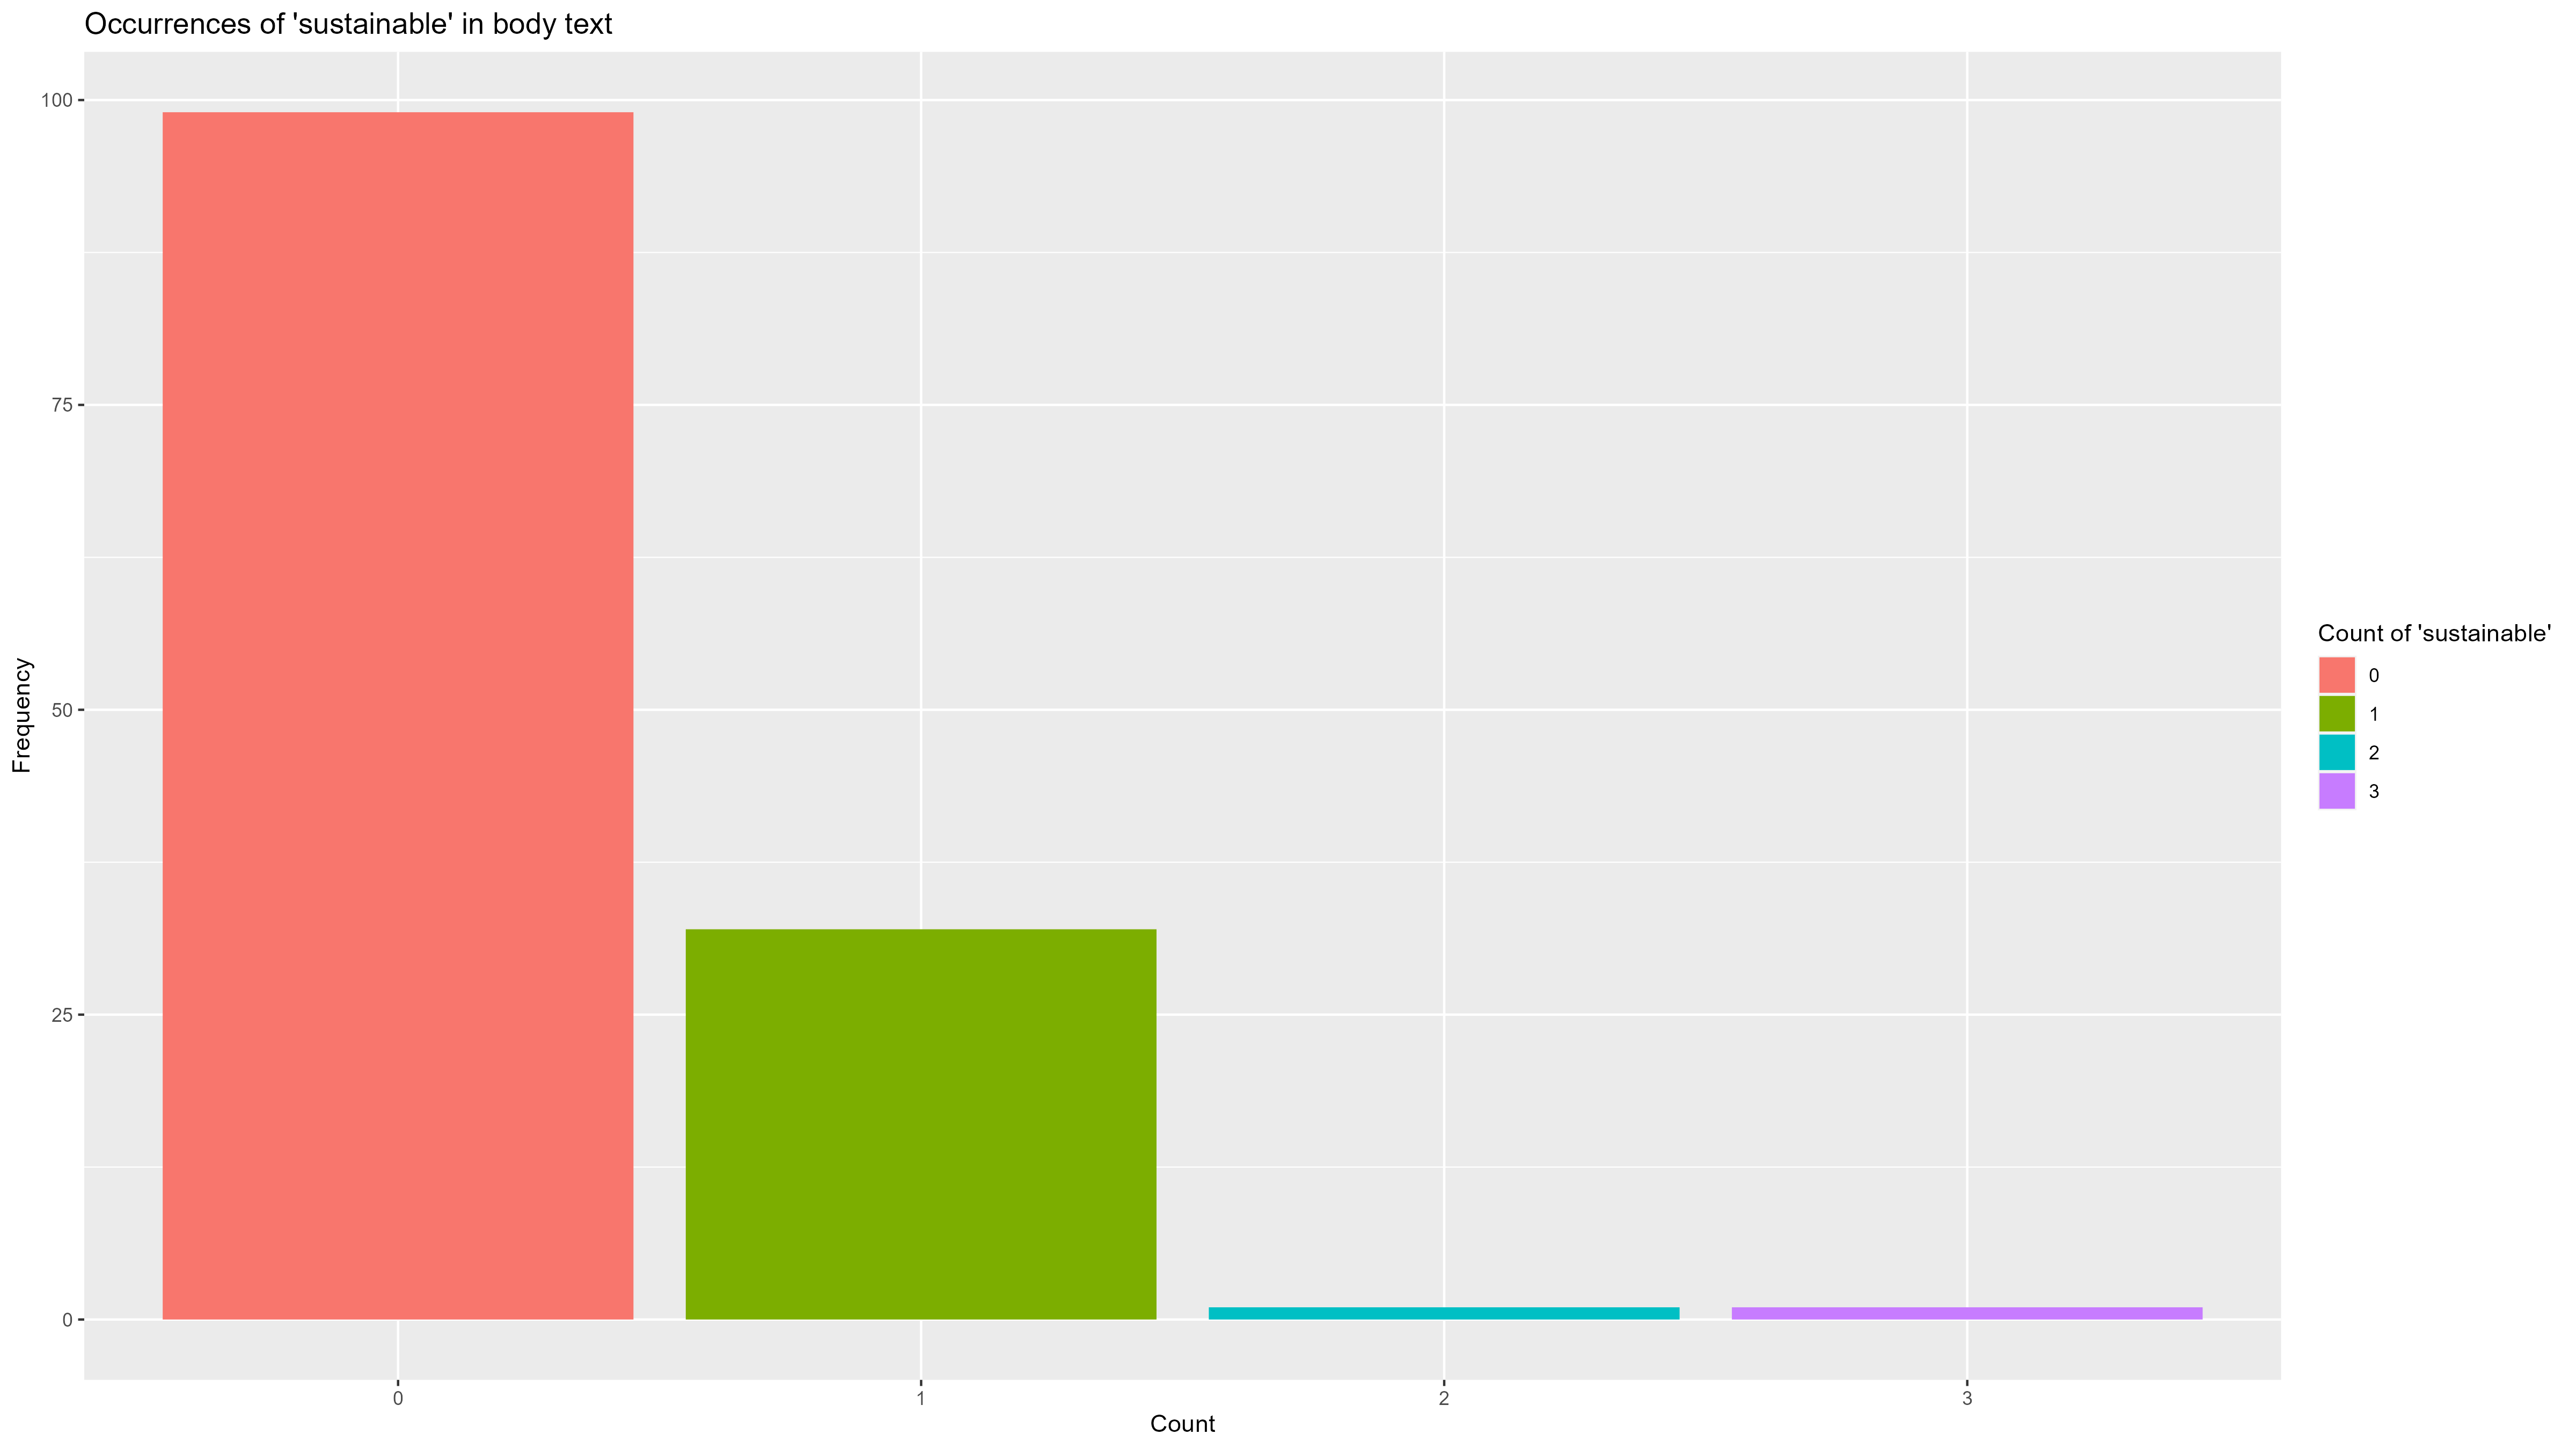 Occurrences of 'sustainable' in body text
100
75
50
25
0
Frequency
0 1 2 3
Count
Count of 'sustainable'
0
1
2
3